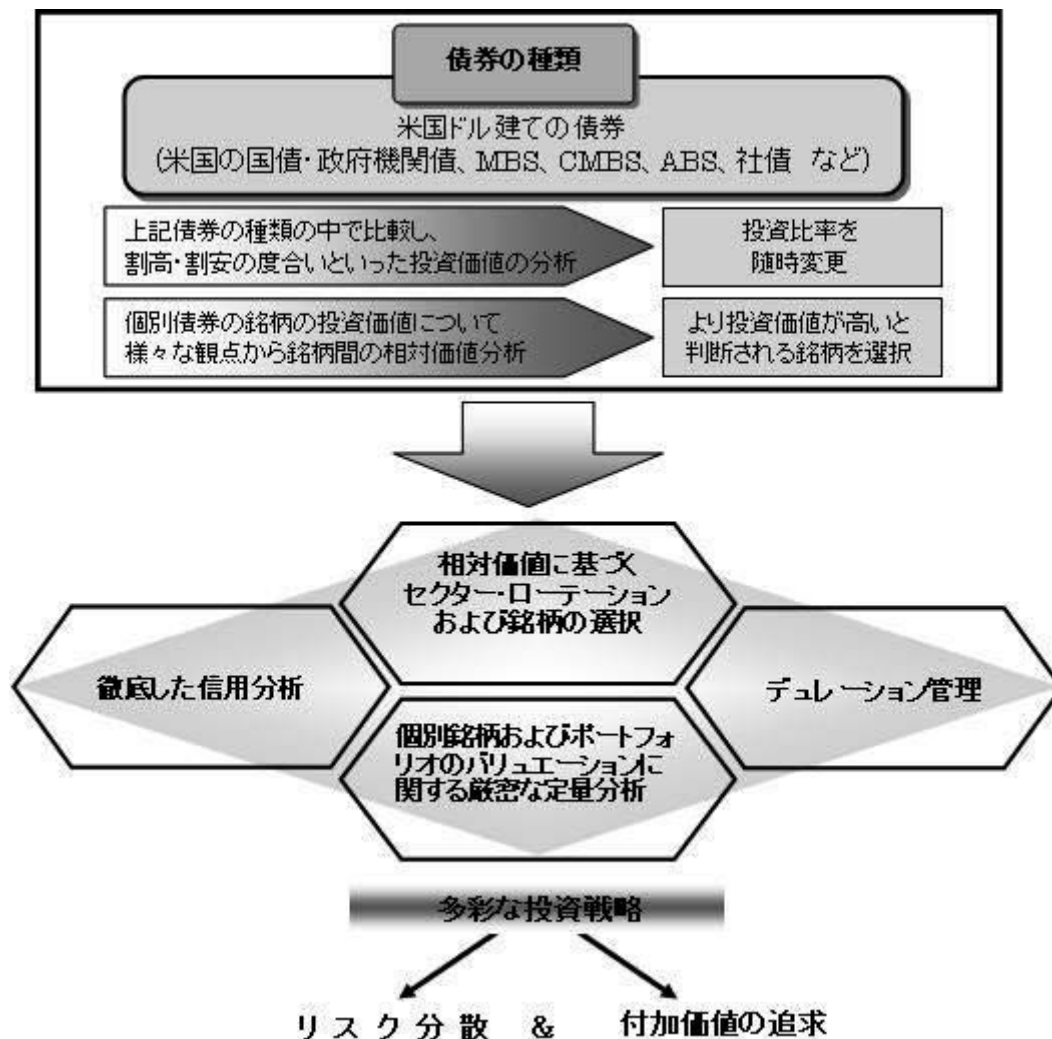 債券の種類
米国ドル建ての債券
(米国の国債・政府機関債、MBS、CMBS、ABS、社債 など)
上記債券の種類の中で比較し、
割高・割安の度合いといった投資価値の分析
投資比率を
随時変更
個別債券の銘柄の投資価値について
様々な観点から銘柄間の相対価値分析
より投資価値が高いと
判断される銘柄を選択
相対価値に基づく
セクター・ローテーション
および銘柄の選択
徹底した信用分析
デュレーション管理
個別銘柄およびポートフォ
リオのバリュエーションに
関する厳密な定量分析
多彩な投資戦略
リスク分散 & 付加価値の追求